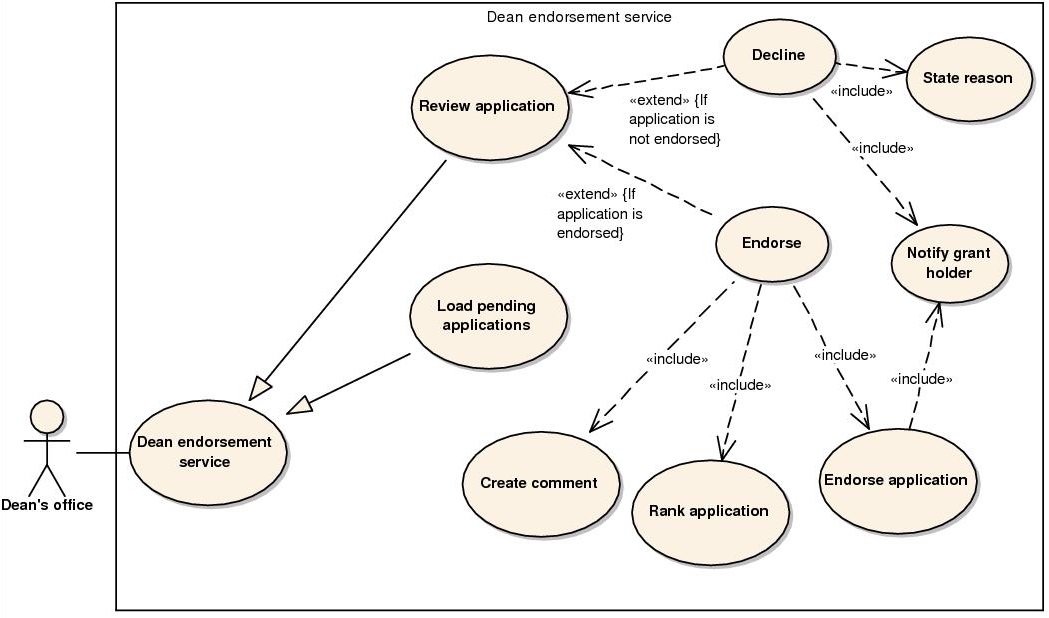 Dean endorsement service
Decline
State reason
«include»
Review application
«extend» {If
application is
not endorsed}
«include»
«extend» {If
application is
endorsed}
Endorse
Notify grant
holder
Load pending
applications
«include»
«include»
«include»
«include»
Dean endorsement
service
Create comment
Rank application
Endorse application
Dean's office